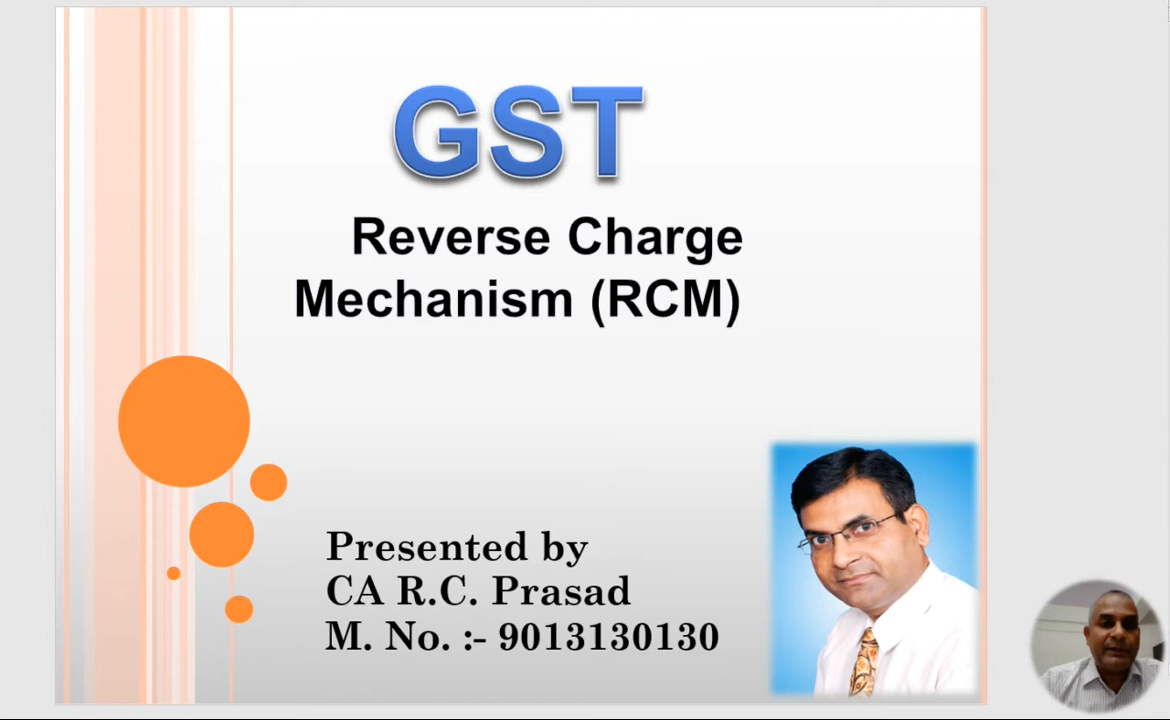 GST
Reverse Charge
Mechanism (RCM)
Presented by
CA R.C. Prasad
M. No. :- 9013130130